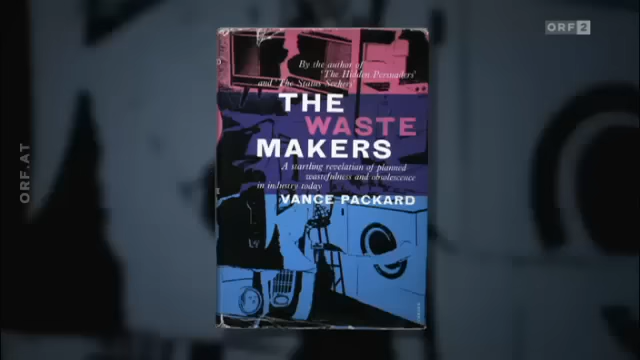 ORF 2
ORF.AT
By the author of
'The Hidden Persuaders'
and 'The Status Seekers'
THE
WASTE
MAKERS
A startling revelation of planned
wastefulness and obsolescence
in industry today
VANCE PACKARD